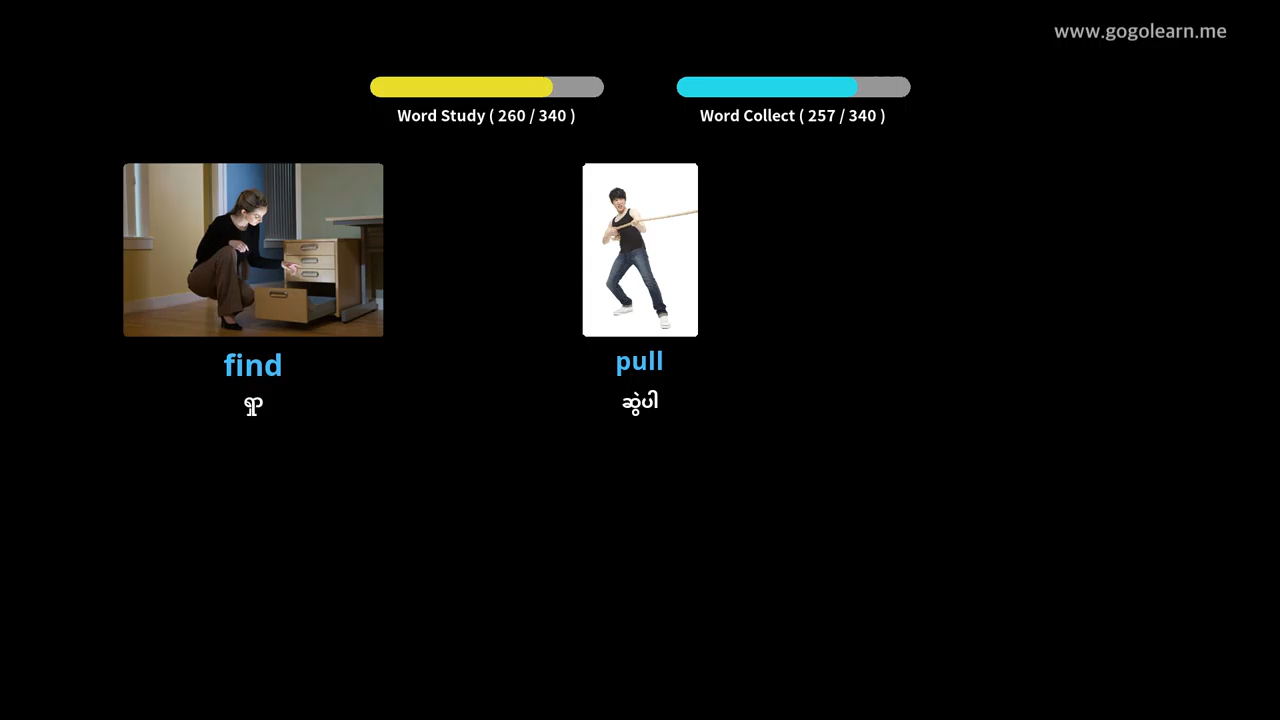 www.gogolearn.me
Word Study ( 260 / 340 )
Word Collect ( 257 / 340 )
find
ရှာ
pull
ဆွဲပါ